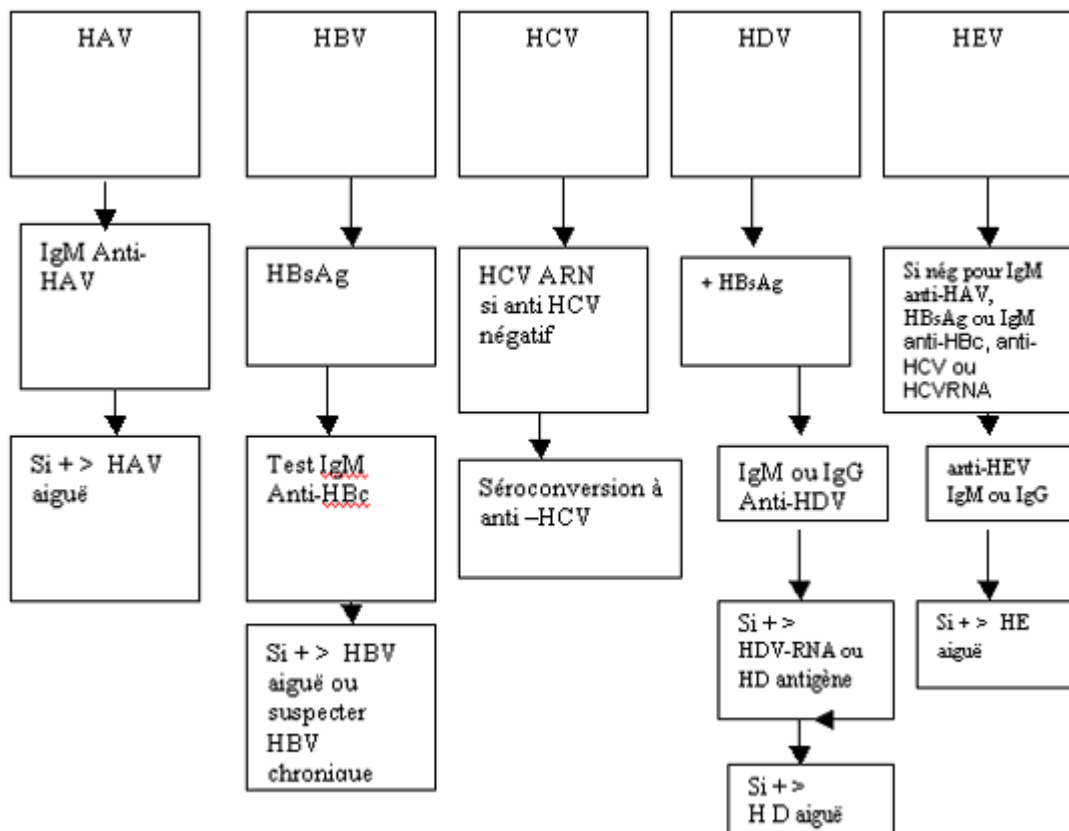 HAV
HBV
HCV
HDV
HEV
IgM Anti-
HAV
HBsAg
HCV ARN
si anti HCV
négatif
+ HBsAg
Si nég pour IgM
anti-HAV,
HBsAg ou IgM
anti-HBc, anti-
HCV ou
HCVRNA
Si + > HAV
aiguë
Test IgM
Anti-HBc
Séroconversion à
anti –HCV
IgM ou IgG
Anti-HDV
anti-HEV
IgM ou IgG
Si + > HBV
aiguë ou
suspecter
HBV
chronique
Si + >
HDV-RNA ou
HD antigène
Si + > HE
aiguë
Si + >
H D aiguë